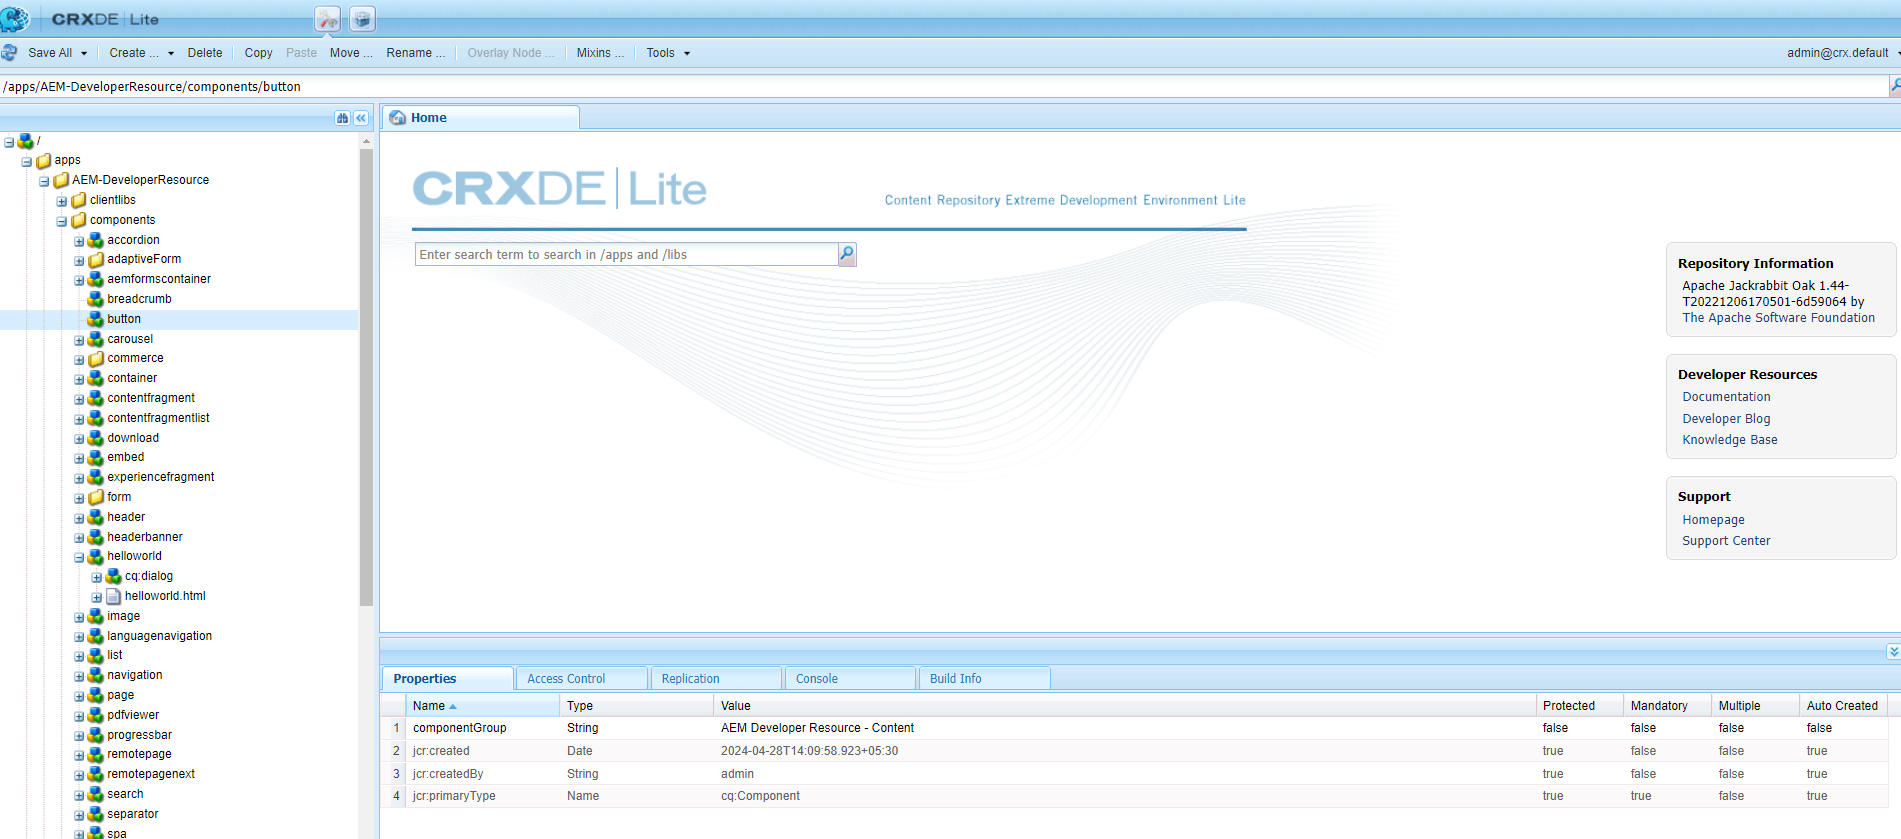 CRXDE Lite
Save All Create ... Delete Copy Paste Move ... Rename ... Overlay Node ... Mixins ... Tools admin@crx.default
/apps/AEM-DeveloperResource/components/button
/
apps
AEM-DeveloperResource
clientlibs
components
accordion
adaptiveForm
aemformscontainer
breadcrumb
button
carousel
commerce
container
contentfragment
contentfragmentlist
download
embed
experiencefragment
form
header
headerbanner
helloworld
cq:dialog
helloworld.html
image
languagenavigation
list
navigation
page
pdfviewer
progressbar
remotepage
remotepagenext
search
separator
spa
Home
CRXDE Lite
Content Repository Extreme Development Environment Lite
Enter search term to search in /apps and /libs
Repository Information
Apache Jackrabbit Oak 1.44-
T20221206170501-6d59064 by
The Apache Software Foundation
Developer Resources
Documentation
Developer Blog
Knowledge Base
Support
Homepage
Support Center
Properties Access Control Replication Console Build Info
Name Type Value Protected Mandatory Multiple Auto Created
1 componentGroup String AEM Developer Resource - Content false false false false
2 jcr:created Date 2024-04-28T14:09:58.923+05:30 true false false true
3 jcr:createdBy String admin true false false true
4 jcr:primaryType Name cq:Component true true false true